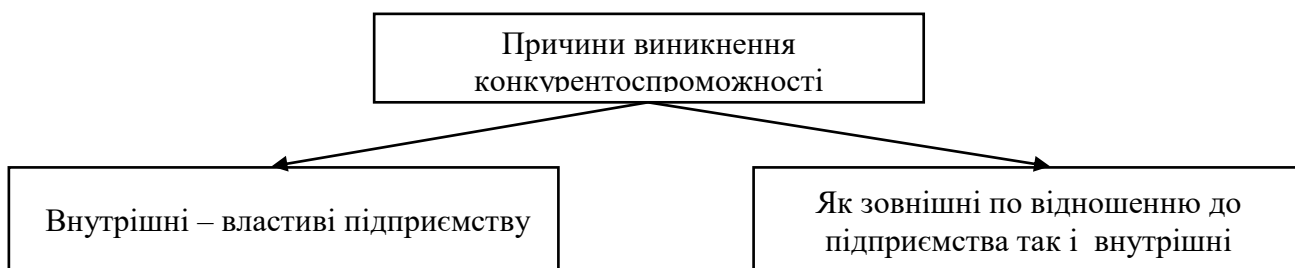 Причини виникнення
конкурентоспроможності
Внутрішні – властиві підприємству
Як зовнішні по відношенню до
підприємства так і внутрішні